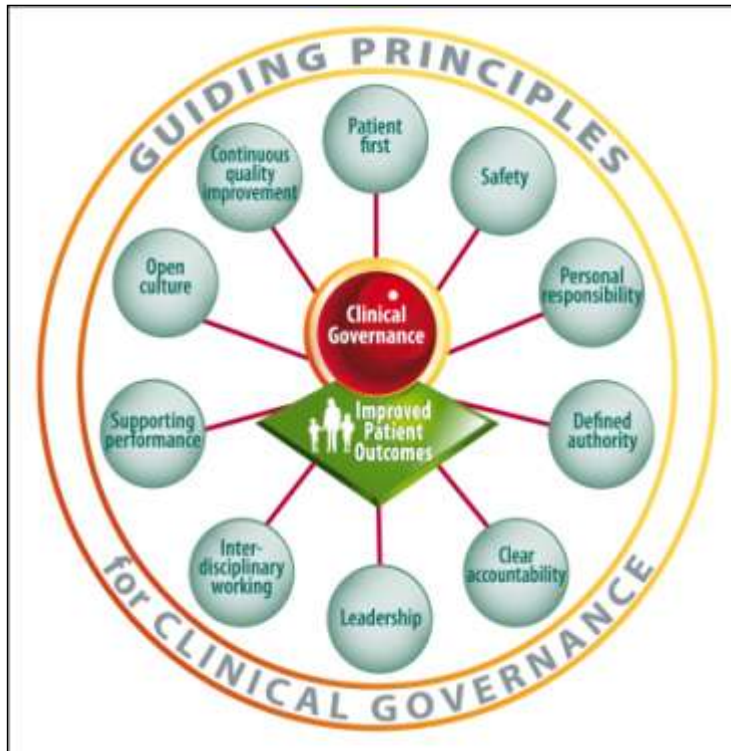 GUIDING PRINCIPLES
Patient
first
Safety
Personal
responsibility
Defined
authority
Clear
accountability
Leadership
Inter-
disciplinary
working
Supporting
performance
Open
culture
Continuous
quality
improvement
Clinical
Governance
Improved
Patient
Outcomes
for CLINICAL GOVERNANCE